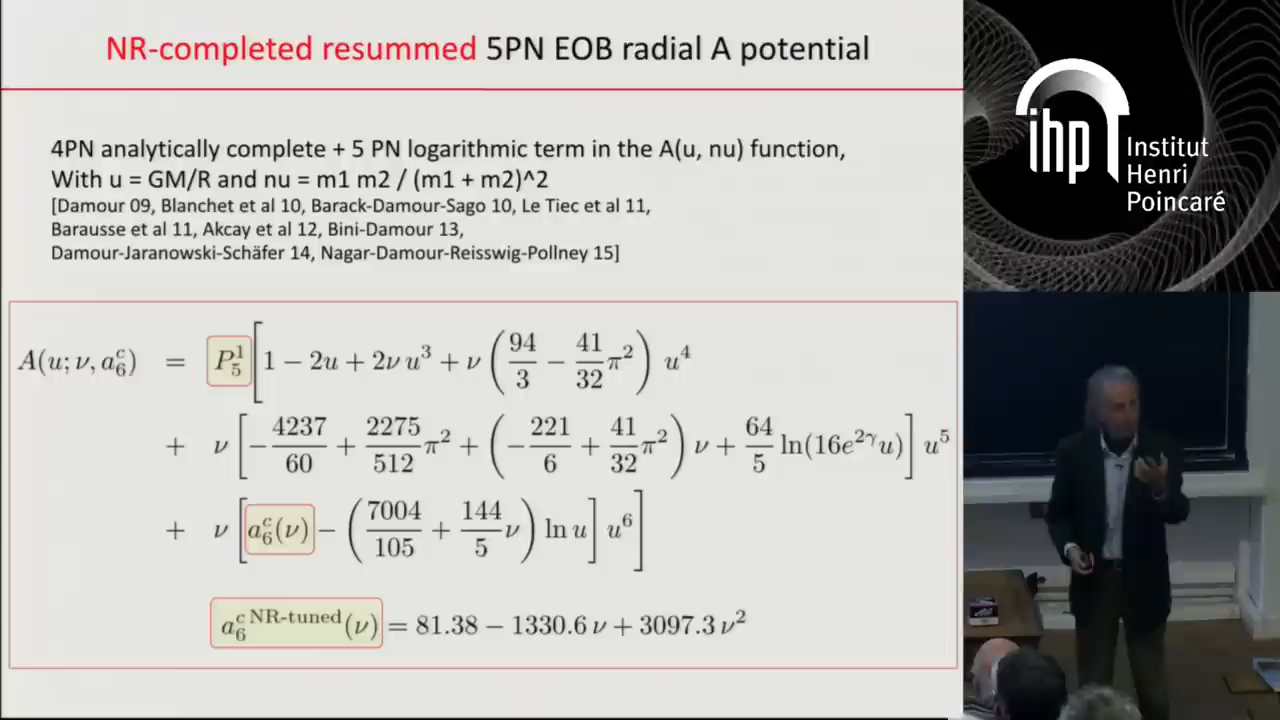 NR-completed resummed 5PN EOB radial A potential
4PN analytically complete + 5 PN logarithmic term in the A(u, nu) function,
With u = GM/R and nu = m1 m2 / (m1 + m2)^2
[Damour 09, Blanchet et al 10, Barack-Damour-Sago 10, Le Tiec et al 11,
Barausse et al 11, Akcay et al 12, Bini-Damour 13,
Damour-Jaranowski-Schäfer 14, Nagar-Damour-Reisswig-Pollney 15]
A(u; ν, a_6^c) = P_5^1 [ 1 − 2u + 2ν u^3 + ν ( 94/3 − 41/32 π^2 ) u^4
+ ν [ − 4237/60 + 2275/512 π^2 + ( − 221/6 + 41/32 π^2 ) ν + 64/5 ln(16e^{2γ}u) ] u^5
+ ν [ a_6^c(ν) − ( 7004/105 + 144/5 ν ) ln u ] u^6 ]
a_6^{c NR-tuned}(ν) = 81.38 − 1330.6 ν + 3097.3 ν^2
ihp
Institut
Henri
Poincaré